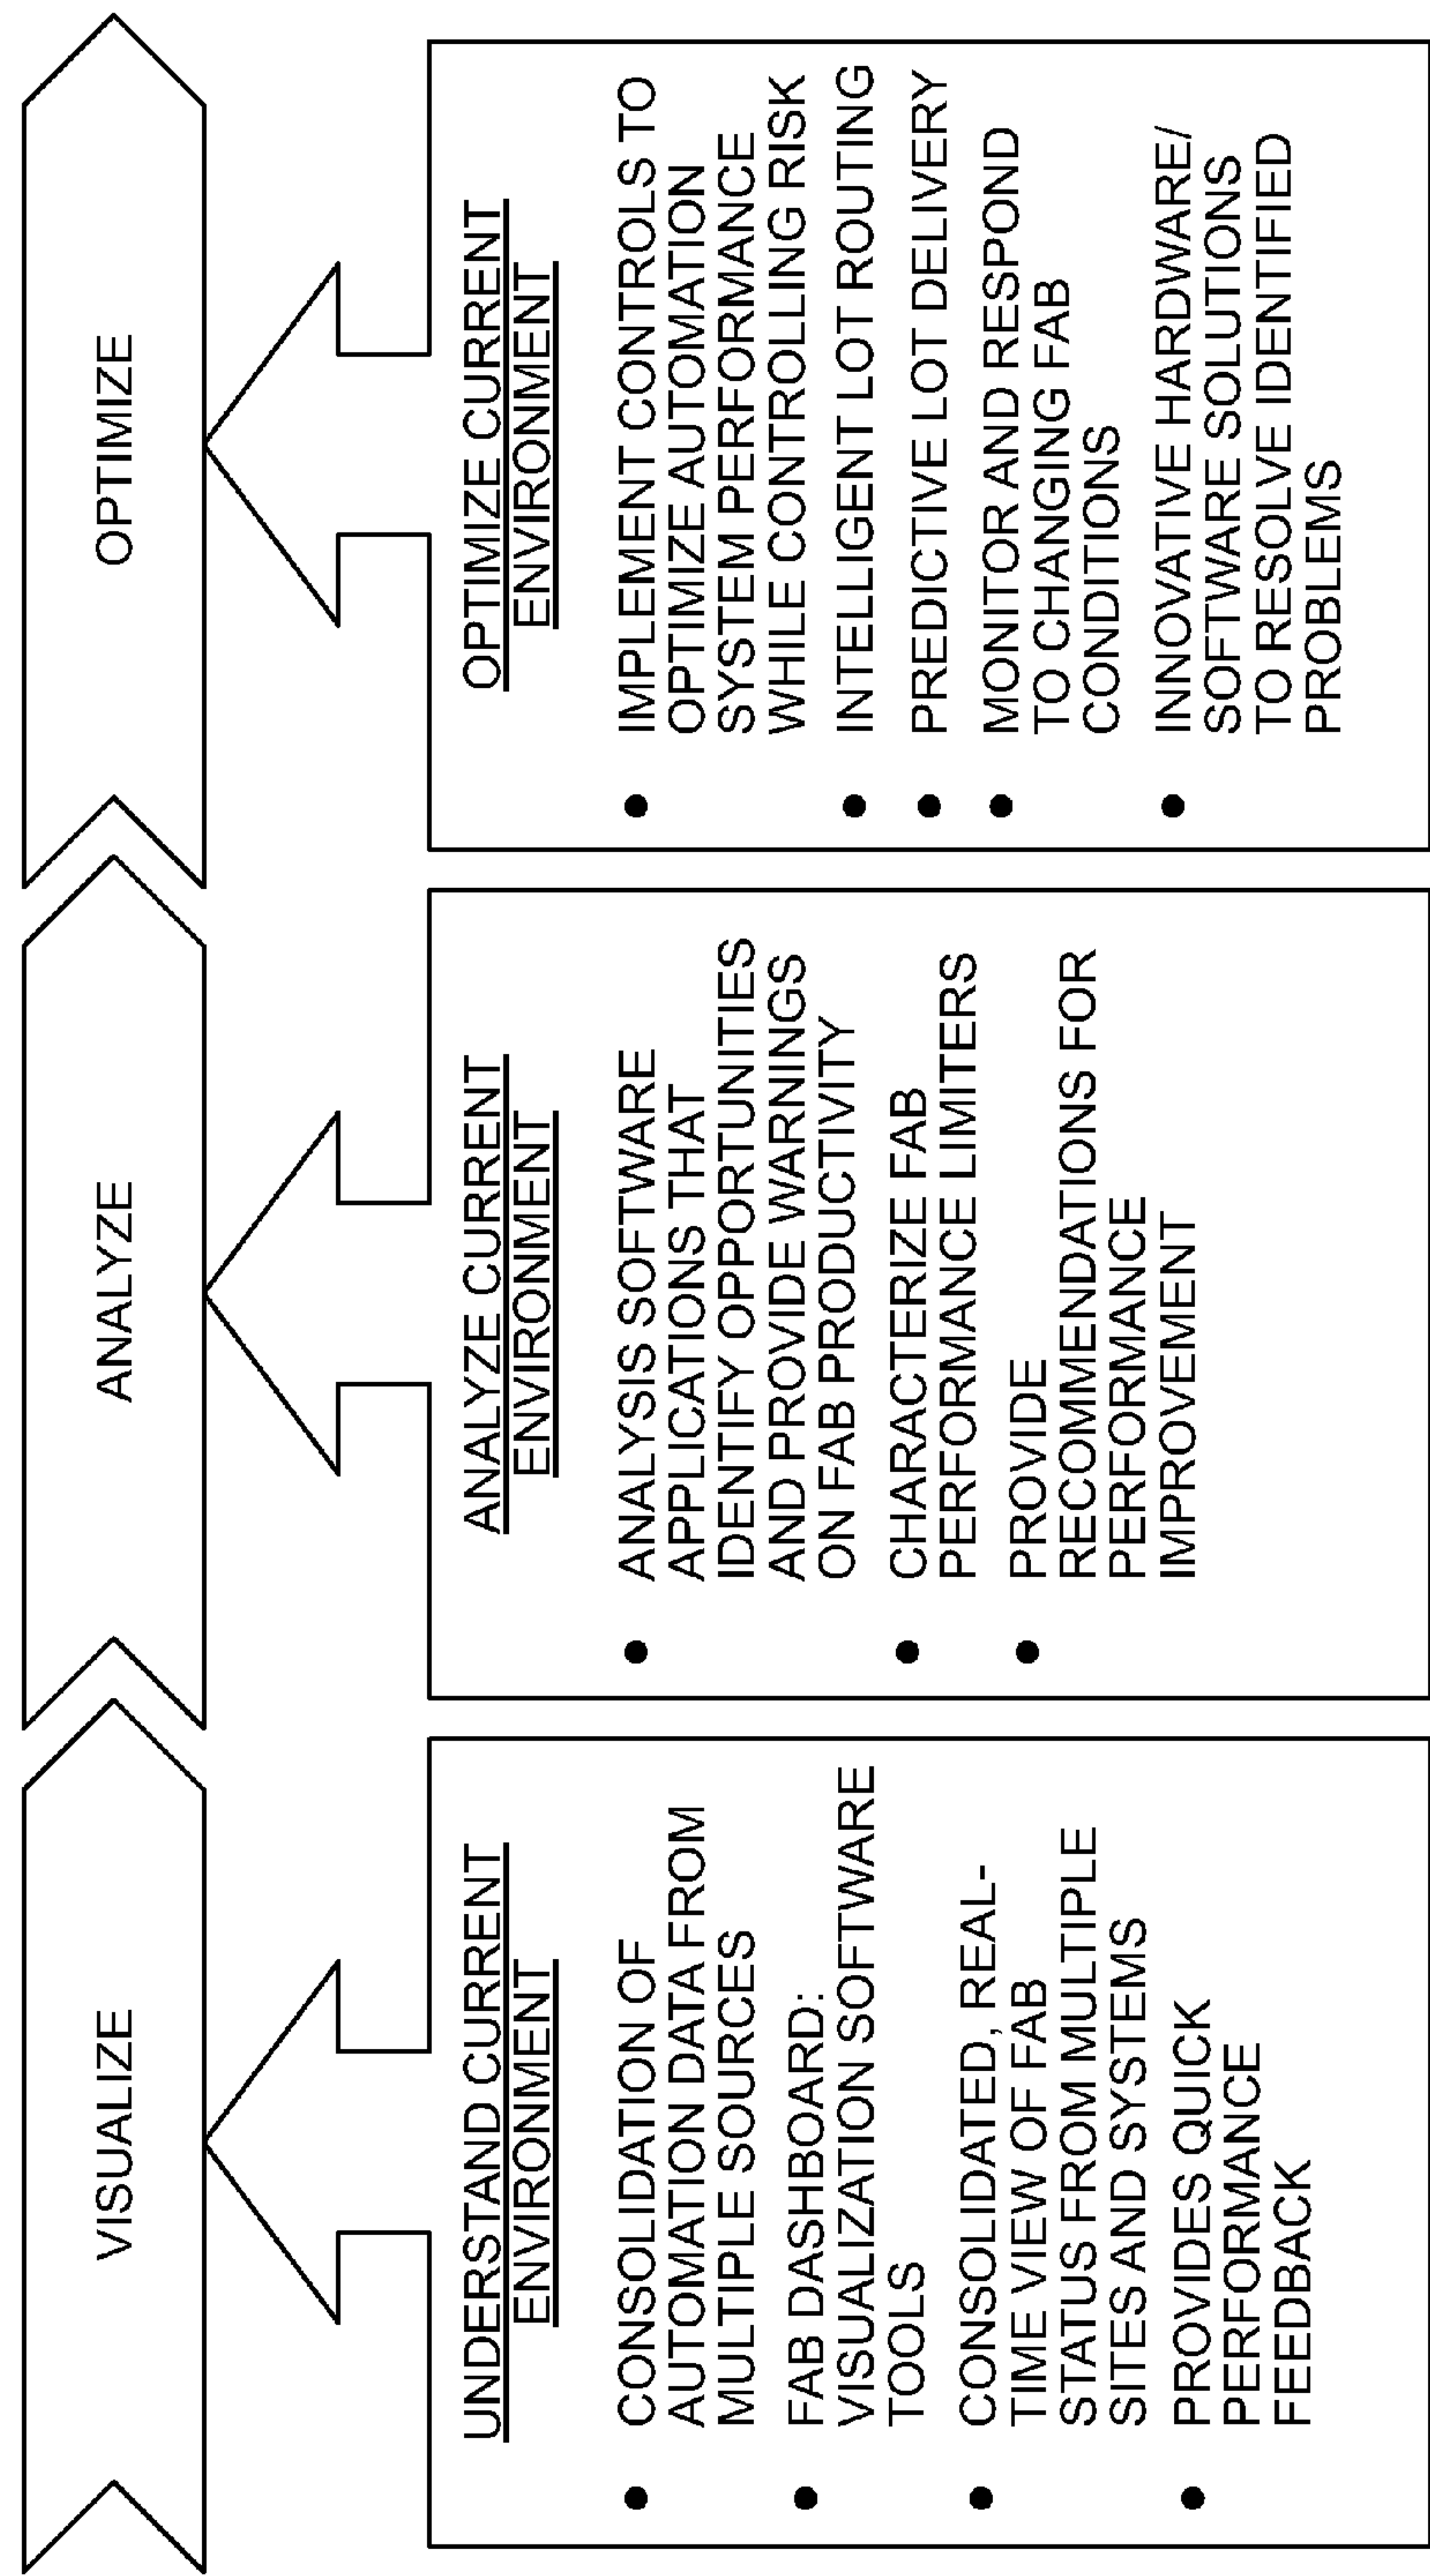 VISUALIZE
ANALYZE
OPTIMIZE
UNDERSTAND CURRENT
ENVIRONMENT
• CONSOLIDATION OF
AUTOMATION DATA FROM
MULTIPLE SOURCES
• FAB DASHBOARD:
VISUALIZATION SOFTWARE
TOOLS
• CONSOLIDATED, REAL-
TIME VIEW OF FAB
STATUS FROM MULTIPLE
SITES AND SYSTEMS
• PROVIDES QUICK
PERFORMANCE
FEEDBACK
ANALYZE CURRENT
ENVIRONMENT
• ANALYSIS SOFTWARE
APPLICATIONS THAT
IDENTIFY OPPORTUNITIES
AND PROVIDE WARNINGS
ON FAB PRODUCTIVITY
• CHARACTERIZE FAB
PERFORMANCE LIMITERS
• PROVIDE
RECOMMENDATIONS FOR
PERFORMANCE
IMPROVEMENT
OPTIMIZE CURRENT
ENVIRONMENT
• IMPLEMENT CONTROLS TO
OPTIMIZE AUTOMATION
SYSTEM PERFORMANCE
WHILE CONTROLLING RISK
• INTELLIGENT LOT ROUTING
• PREDICTIVE LOT DELIVERY
• MONITOR AND RESPOND
TO CHANGING FAB
CONDITIONS
• INNOVATIVE HARDWARE/
SOFTWARE SOLUTIONS
TO RESOLVE IDENTIFIED
PROBLEMS